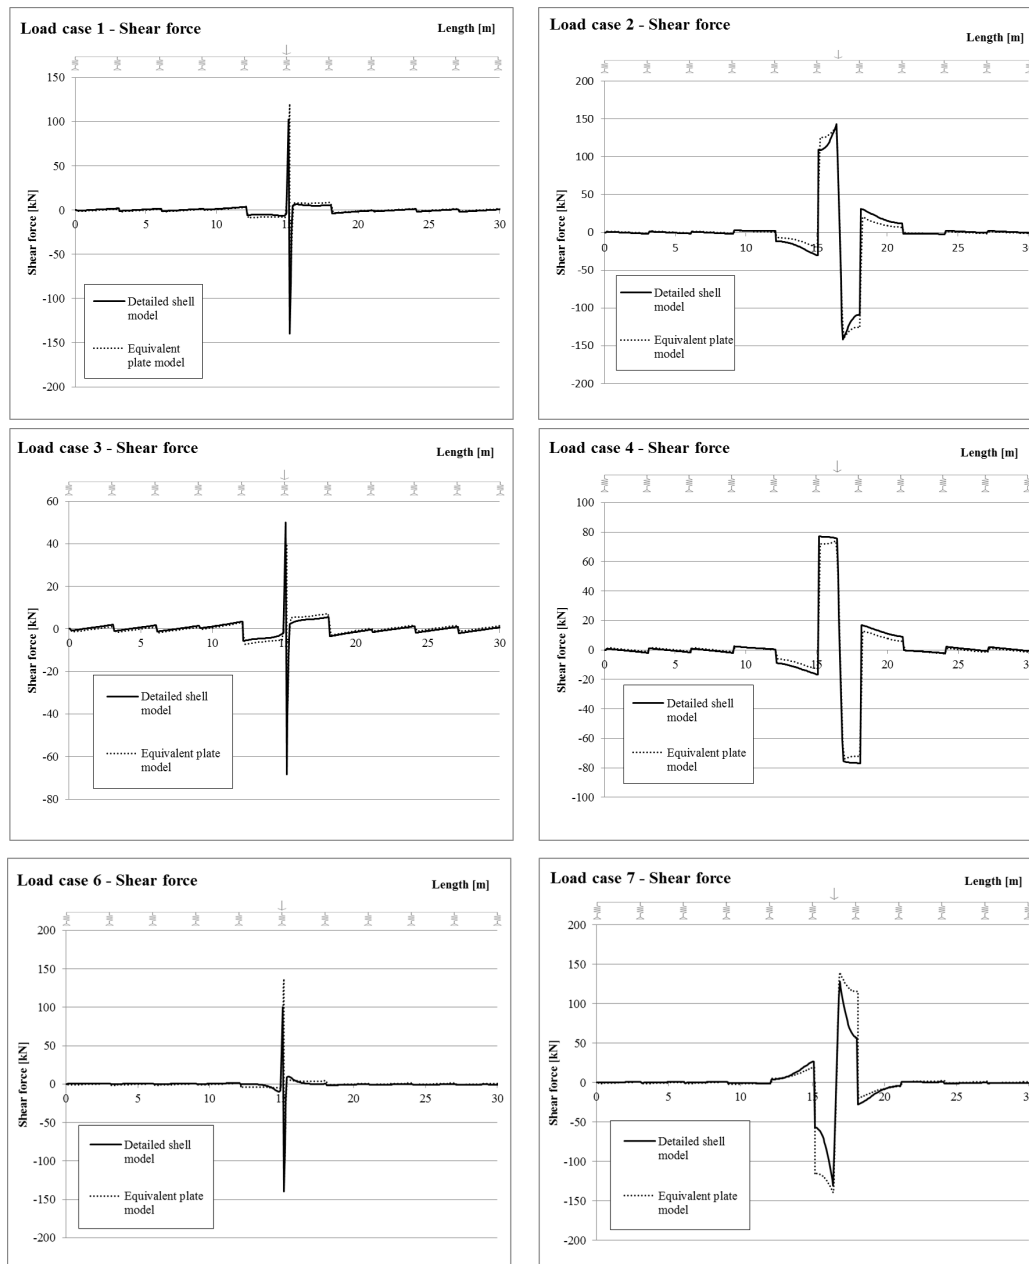 Load case 1 - Shear force
Length [m]
150
100
50
0
-50
-100
-150
-200
0 5 10 15 20 25 30
Shear force [kN]
Detailed shell
model
Equivalent
plate model
Load case 2 - Shear force
Length [m]
200
150
100
50
0
-50
-100
-150
-200
0 5 10 15 20 25 30
Shear force [kN]
Detailed shell
model
Equivalent plate
model
Load case 3 - Shear force
Length [m]
60
40
20
0
-20
-40
-60
-80
0 5 10 15 20 25 30
Shear force [kN]
Detailed shell
model
Equivalent plate
model
Load case 4 - Shear force
Length [m]
100
80
60
40
20
0
-20
-40
-60
-80
-100
0 5 10 15 20 25 30
Shear force [kN]
Detailed shell
model
Equivalent plate
model
Load case 6 - Shear force
Length [m]
200
150
100
50
0
-50
-100
-150
-200
0 5 10 15 20 25 30
Shear force [kN]
Detailed shell
model
Equivalent plate
model
Load case 7 - Shear force
Length [m]
200
150
100
50
0
-50
-100
-150
-200
0 5 10 15 20 25 30
Shear force [kN]
Detailed shell
model
Equivalent plate
model